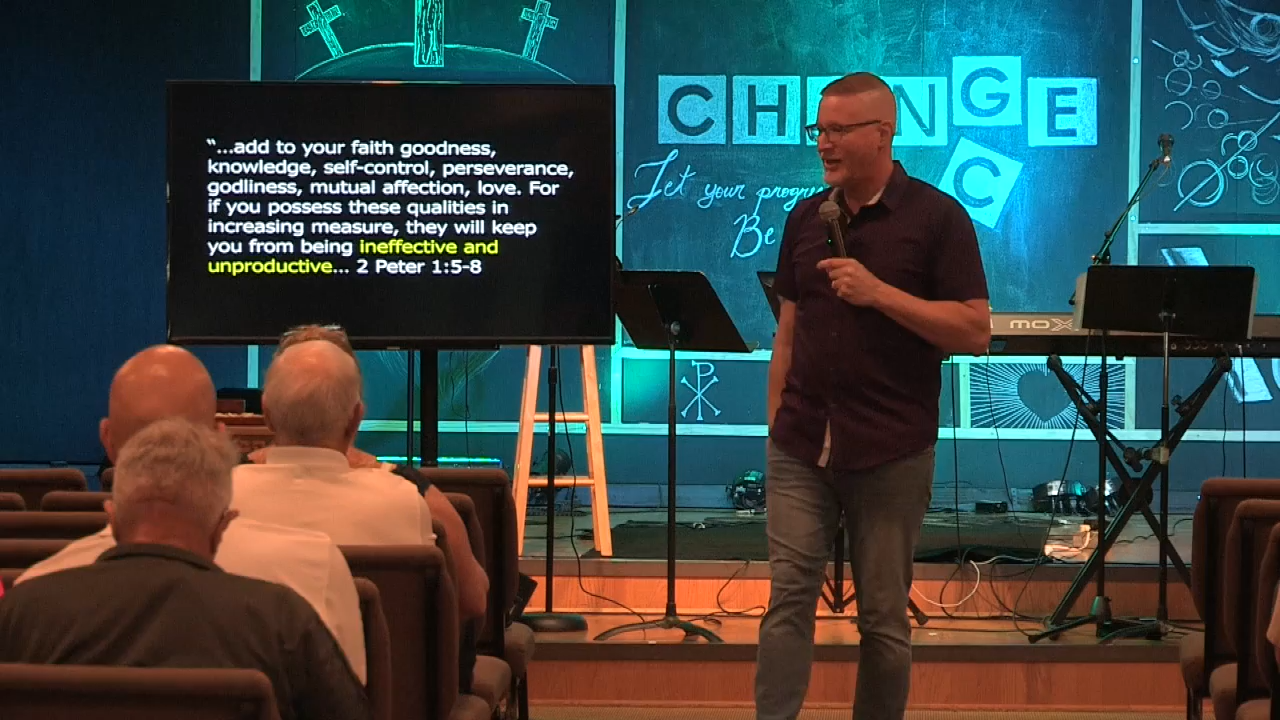 CHANGE
C
Let your progre
Be
"...add to your faith goodness,
knowledge, self-control, perseverance,
godliness, mutual affection, love. For
if you possess these qualities in
increasing measure, they will keep
you from being ineffective and
unproductive... 2 Peter 1:5-8
MOX